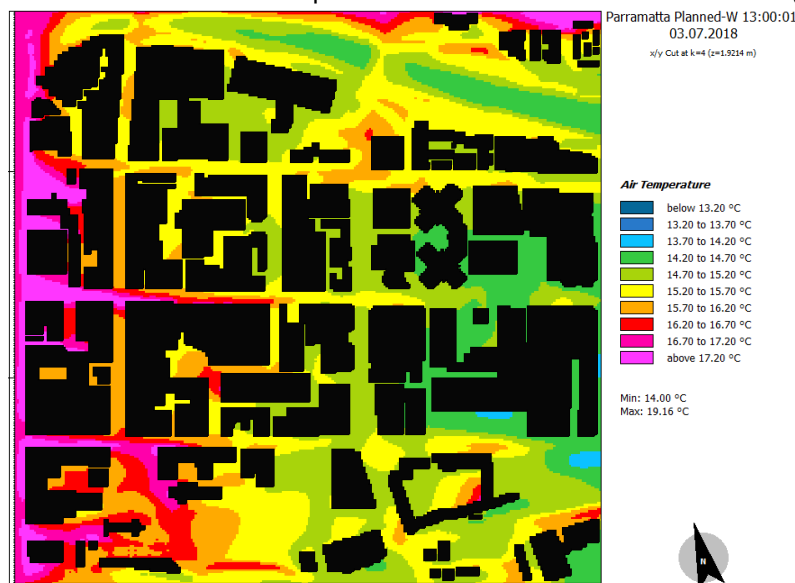 Parramatta Planned-W 13:00:01
03.07.2018
x/y Cut at k=4 (z=1.9214 m)
Air Temperature
below 13.20 °C
13.20 to 13.70 °C
13.70 to 14.20 °C
14.20 to 14.70 °C
14.70 to 15.20 °C
15.20 to 15.70 °C
15.70 to 16.20 °C
16.20 to 16.70 °C
16.70 to 17.20 °C
above 17.20 °C
Min: 14.00 °C
Max: 19.16 °C
N